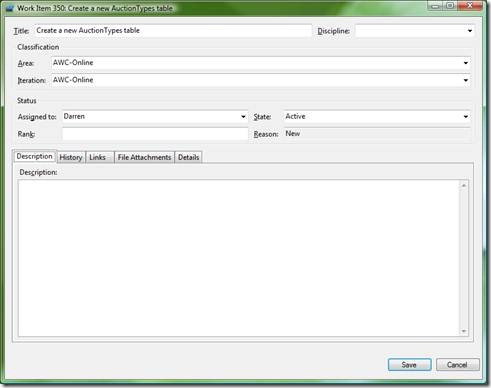 Work Item 350: Create a new AuctionTypes table
Title: Create a new AuctionTypes table Discipline:
Classification
Area: AWC-Online
Iteration: AWC-Online
Status
Assigned to: Darren State: Active
Rank: Reason: New
Description History Links File Attachments Details
Description:
Save Cancel